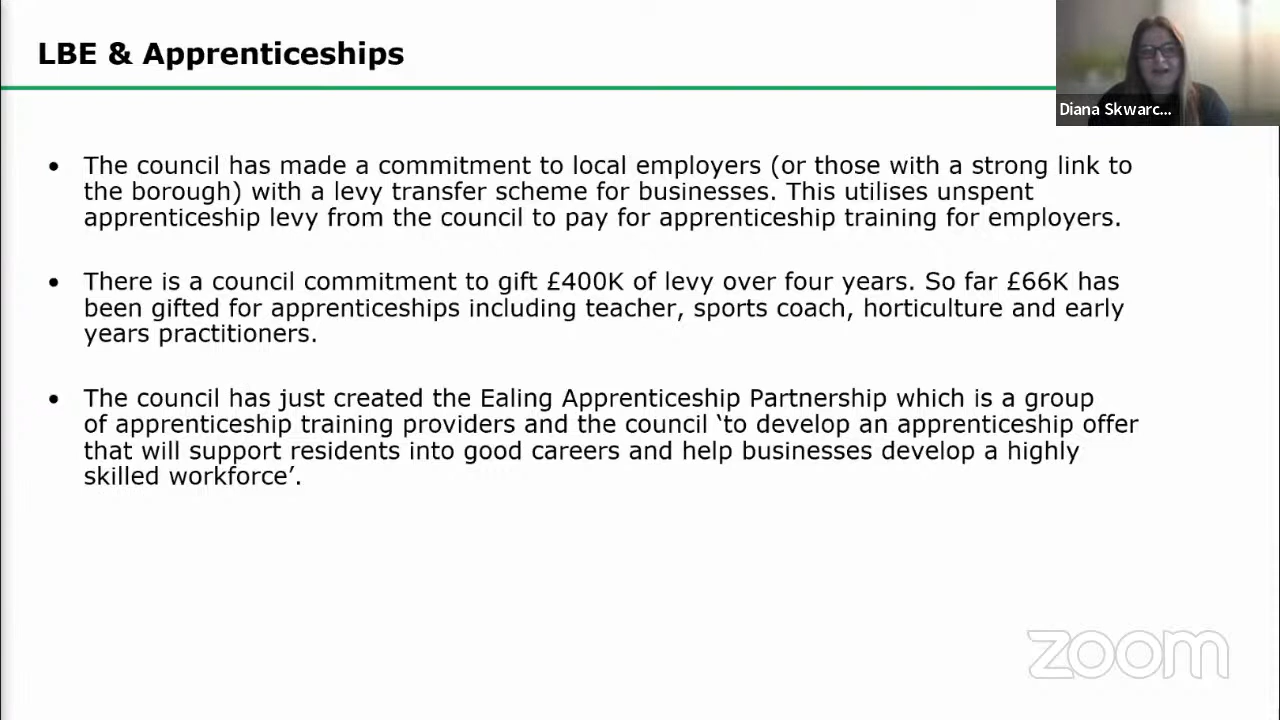 LBE & Apprenticeships
Diana Skwarc...
• The council has made a commitment to local employers (or those with a strong link to
the borough) with a levy transfer scheme for businesses. This utilises unspent
apprenticeship levy from the council to pay for apprenticeship training for employers.
• There is a council commitment to gift £400K of levy over four years. So far £66K has
been gifted for apprenticeships including teacher, sports coach, horticulture and early
years practitioners.
• The council has just created the Ealing Apprenticeship Partnership which is a group
of apprenticeship training providers and the council ‘to develop an apprenticeship offer
that will support residents into good careers and help businesses develop a highly
skilled workforce’.
zoom